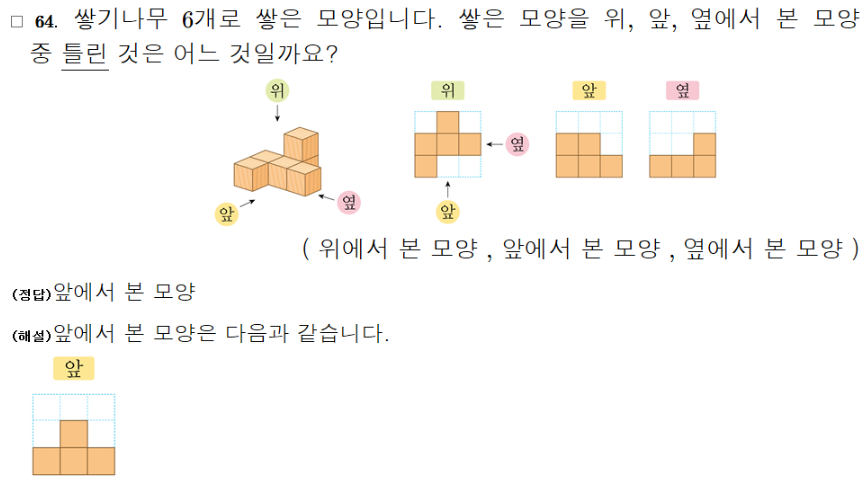 □ 64. 쌓기나무 6개로 쌓은 모양입니다. 쌓은 모양을 위, 앞, 옆에서 본 모양
중 틀린 것은 어느 것일까요?
위 위 앞 옆
옆
앞 옆
앞
( 위에서 본 모양 , 앞에서 본 모양 , 옆에서 본 모양 )
(정답)앞에서 본 모양
(해설)앞에서 본 모양은 다음과 같습니다.
앞